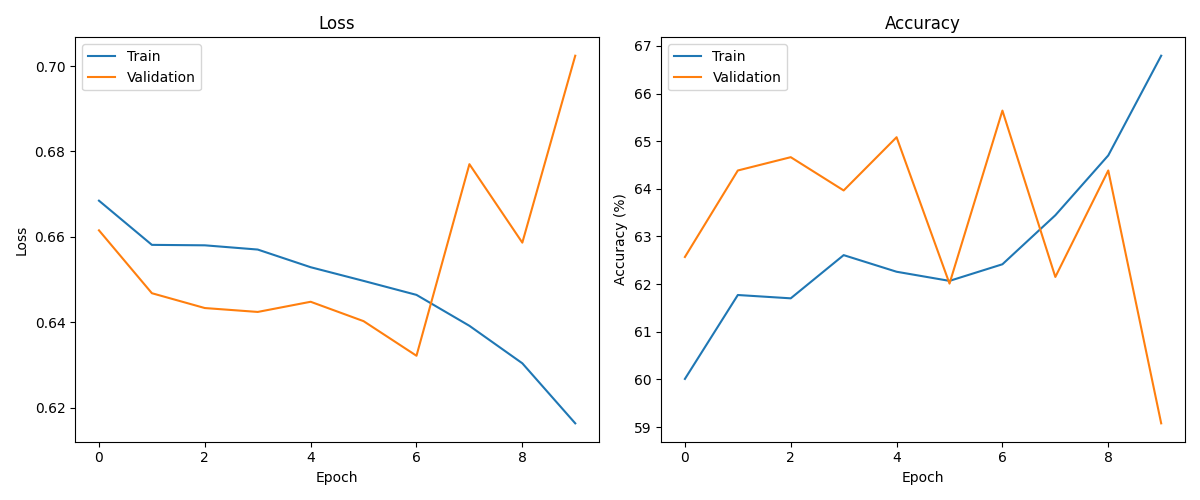 Loss
Train
Validation
0.70
0.68
0.66
0.64
0.62
Loss
0 2 4 6 8
Epoch
Accuracy
Train
Validation
67
66
65
64
63
62
61
60
59
Accuracy (%)
0 2 4 6 8
Epoch